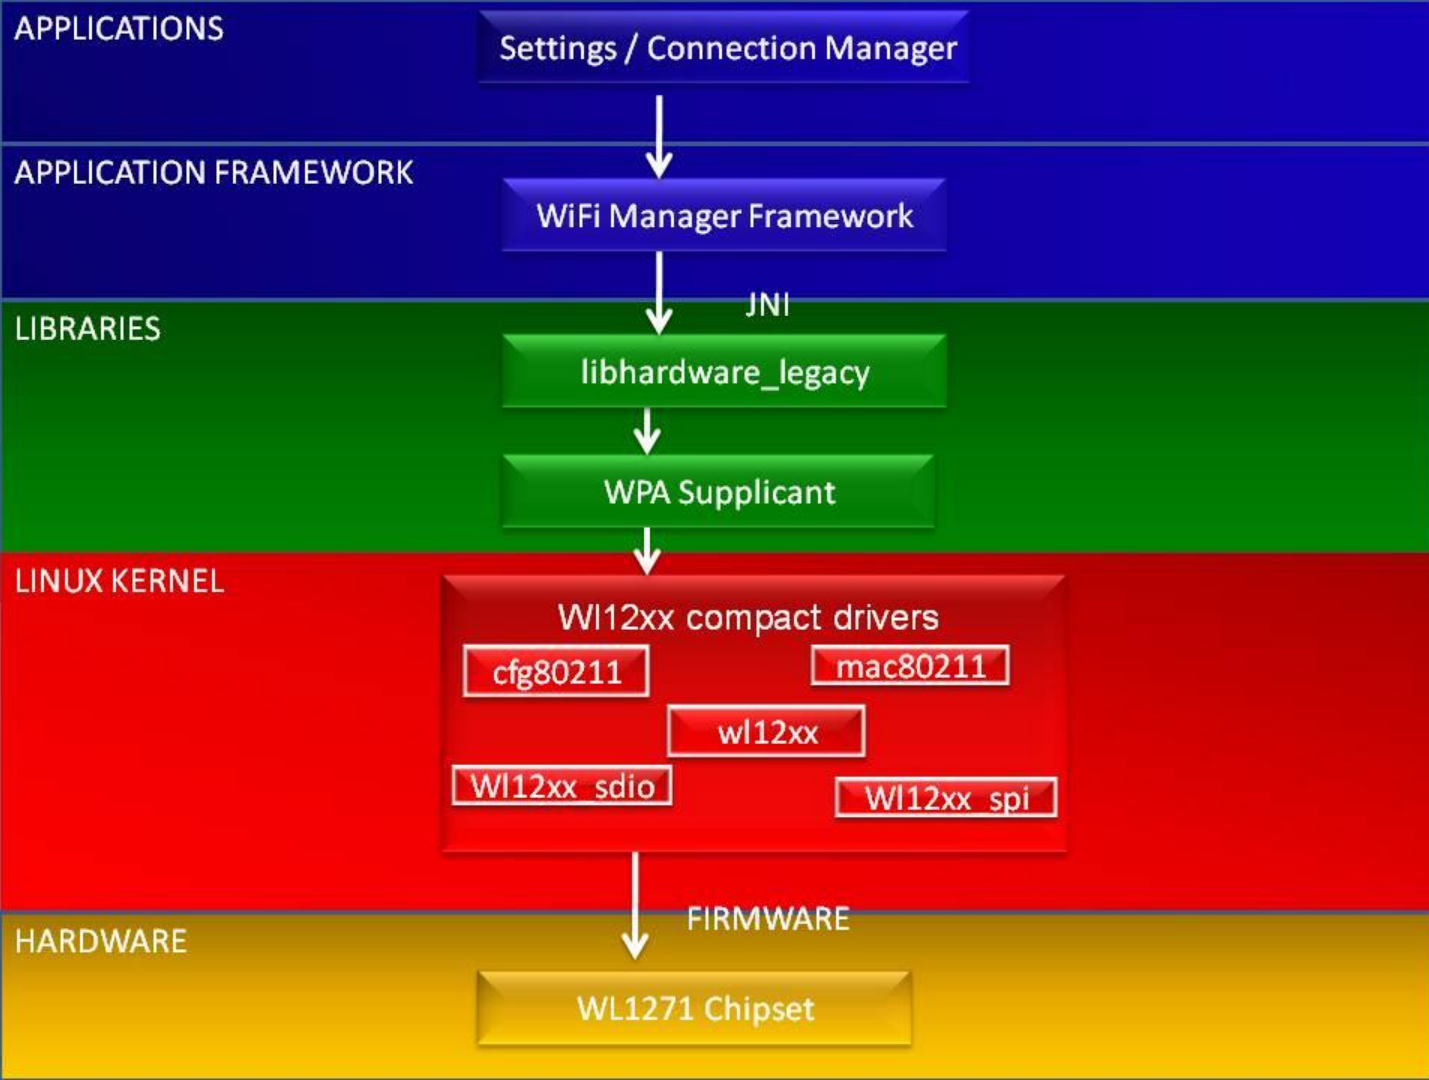 APPLICATIONS
Settings / Connection Manager
APPLICATION FRAMEWORK
WiFi Manager Framework
JNI
LIBRARIES
libhardware_legacy
WPA Supplicant
LINUX KERNEL
Wl12xx compact drivers
cfg80211
mac80211
wl12xx
Wl12xx_sdio
Wl12xx_spi
FIRMWARE
HARDWARE
WL1271 Chipset